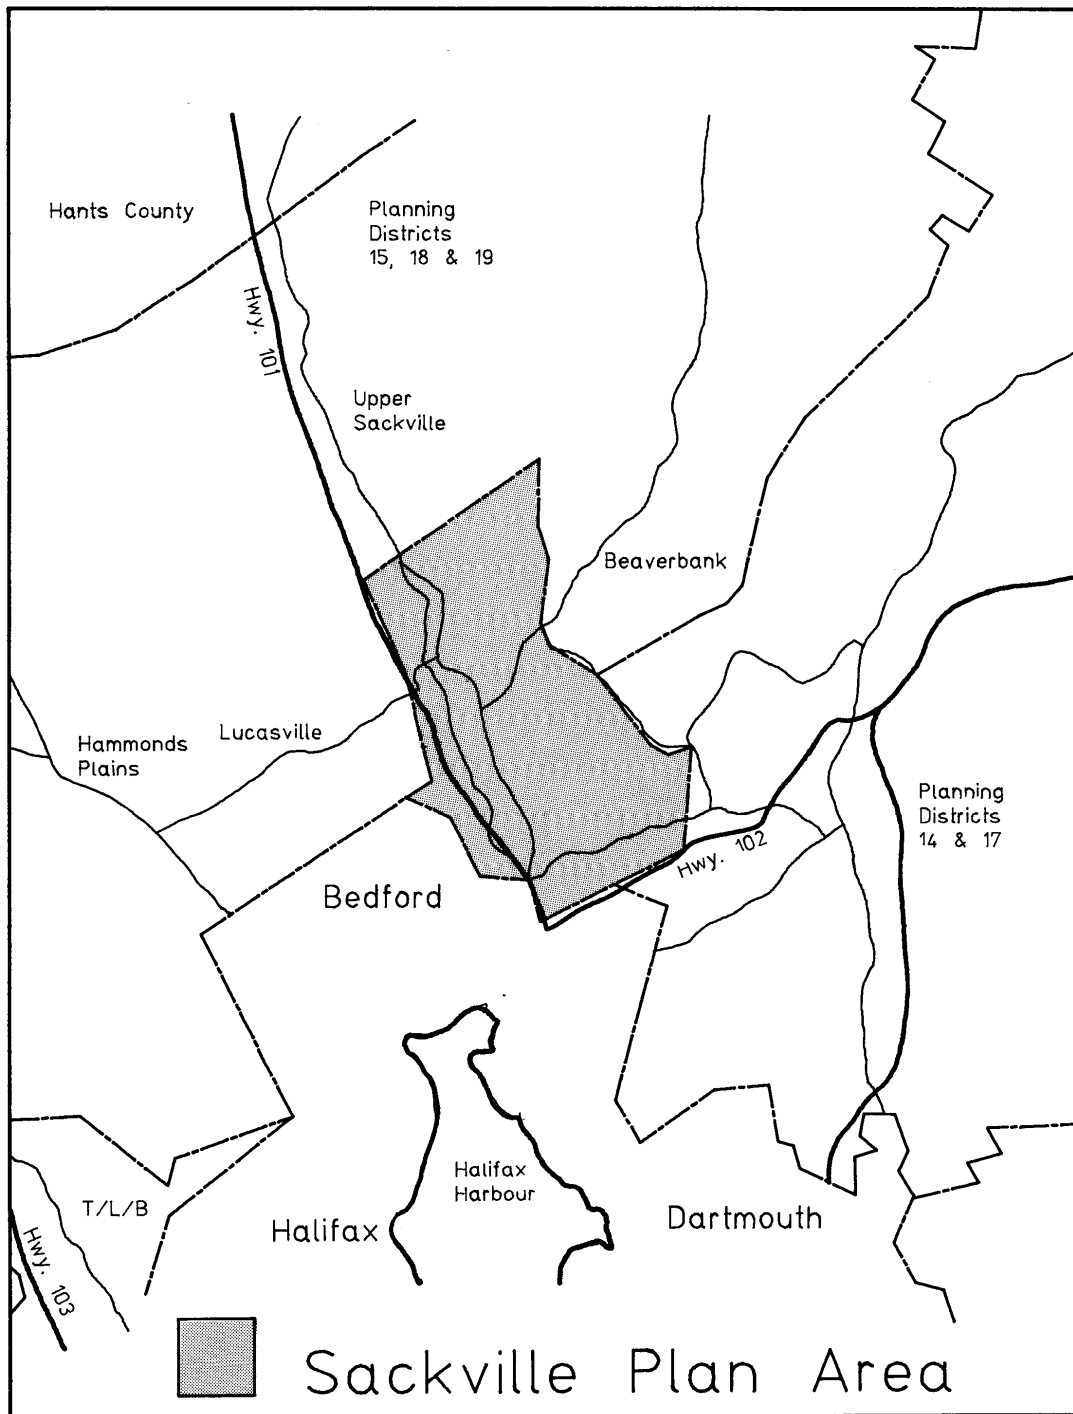 Hants County
Planning
Districts
15, 18 & 19
Hwy. 101
Upper
Sackville
Beaverbank
Lucasville
Hammonds
Plains
Planning
Districts
14 & 17
Hwy. 102
Bedford
Halifax
Harbour
T/L/B
Halifax
Dartmouth
Hwy. 103
Sackville Plan Area